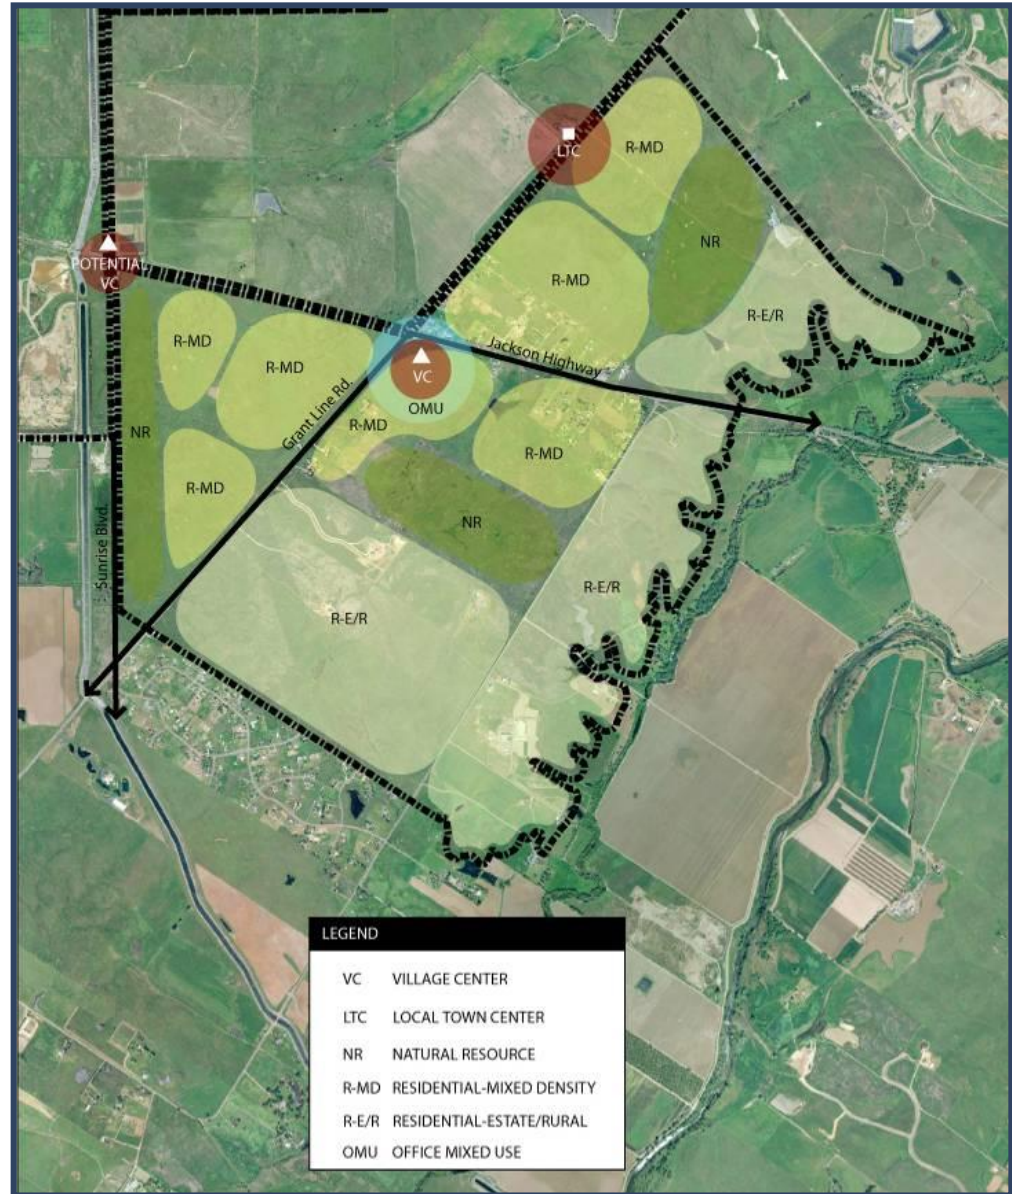 LTC
R-MD
NR
R-MD
POTENTIAL
VC
R-E/R
R-MD
R-MD
Jackson Highway
VC
OMU
Grant Line Rd.
R-MD
NR
R-MD
R-MD
NR
Sunrise Blvd.
R-E/R
R-E/R
LEGEND
VC VILLAGE CENTER
LTC LOCAL TOWN CENTER
NR NATURAL RESOURCE
R-MD RESIDENTIAL-MIXED DENSITY
R-E/R RESIDENTIAL-ESTATE/RURAL
OMU OFFICE MIXED USE